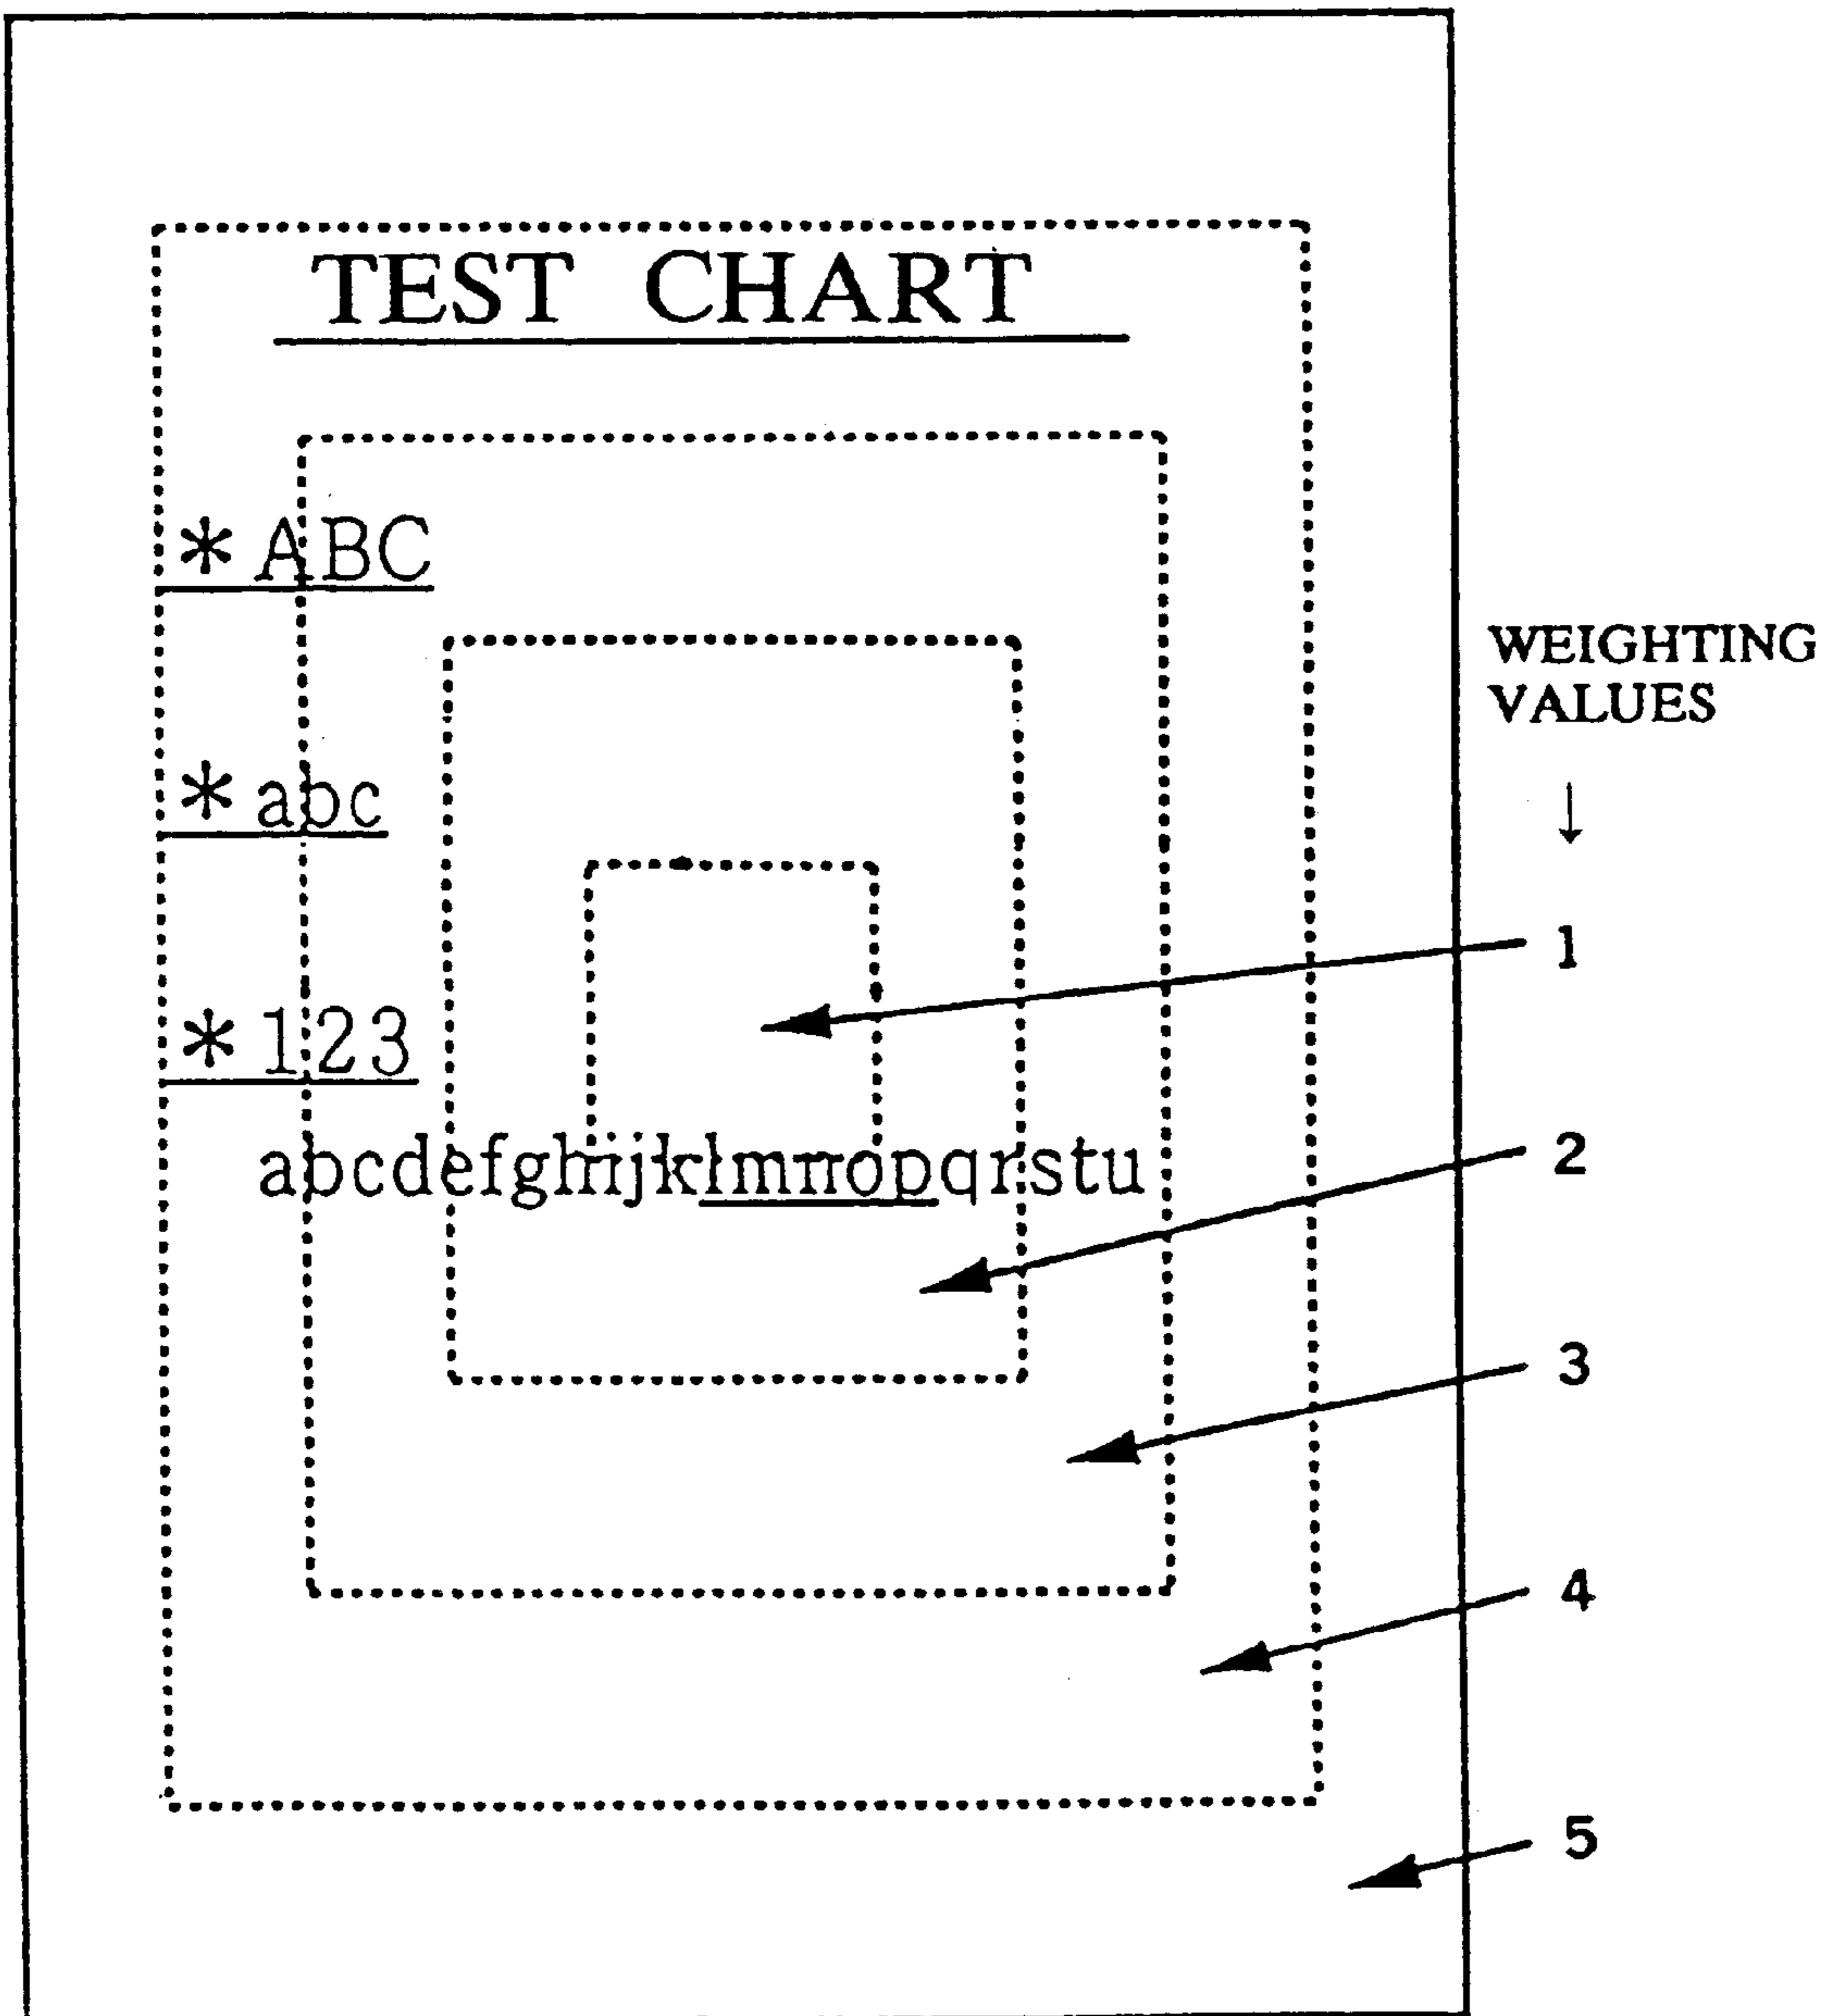 TEST CHART
* ABC
* abc
* 123
abcdefghijklmnopqrstu
WEIGHTING
VALUES
↓
1
2
3
4
5